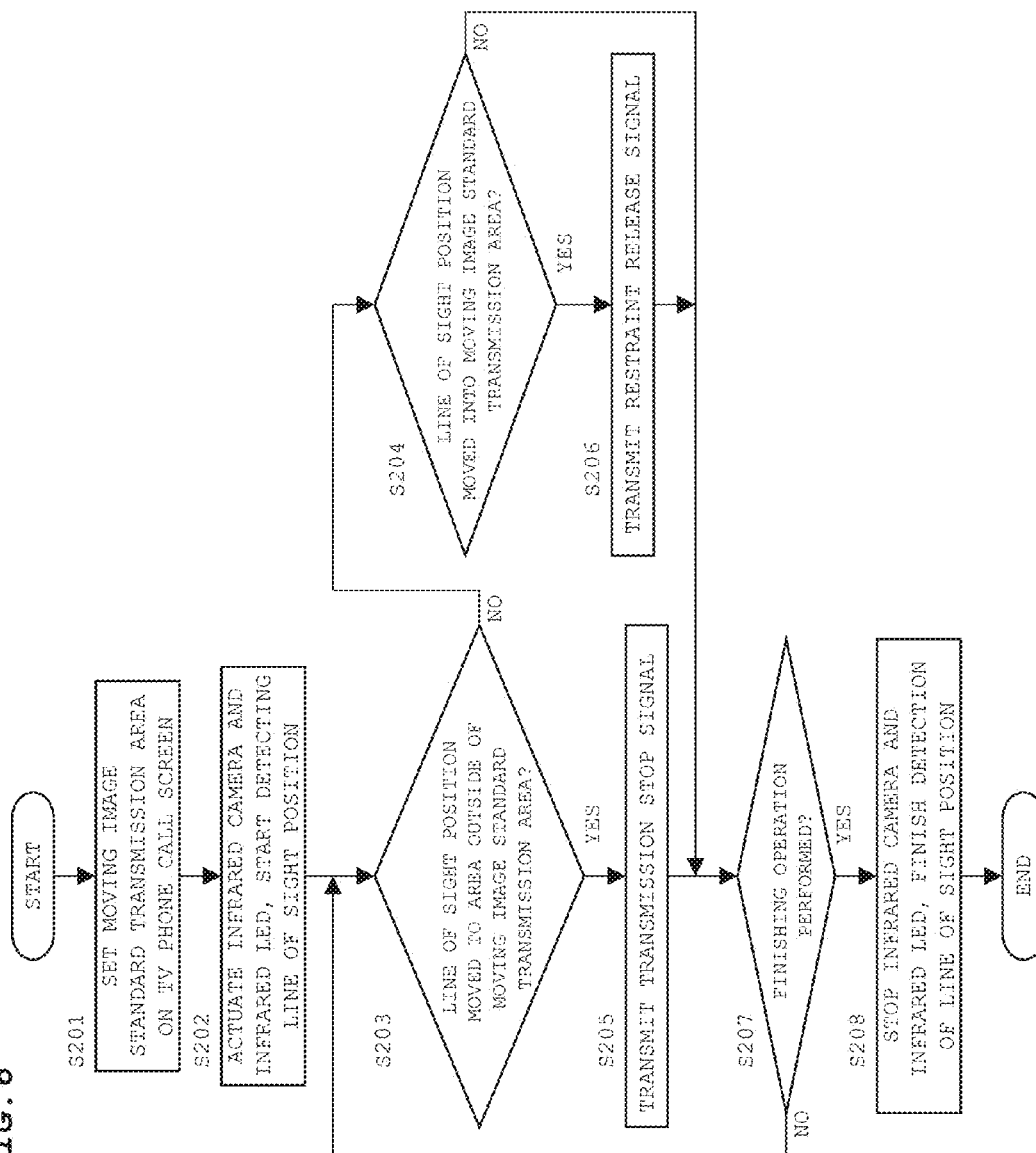 START
S201
SET MOVING IMAGE
STANDARD TRANSMISSION AREA
ON TV PHONE CALL SCREEN
S202
ACTUATE INFRARED CAMERA AND
INFRARED LED, START DETECTING
LINE OF SIGHT POSITION
S203
LINE OF SIGHT POSITION
MOVED TO AREA OUTSIDE OF
MOVING IMAGE STANDARD
TRANSMISSION AREA?
NO
YES
S204
LINE OF SIGHT POSITION
MOVED INTO MOVING IMAGE STANDARD
TRANSMISSION AREA?
NO
YES
S205
TRANSMIT TRANSMISSION STOP SIGNAL
S206
TRANSMIT RESTRAINT RELEASE SIGNAL
S207
FINISHING OPERATION
PERFORMED?
NO
YES
S208
STOP INFRARED CAMERA AND
INFRARED LED, FINISH DETECTION
OF LINE OF SIGHT POSITION
END